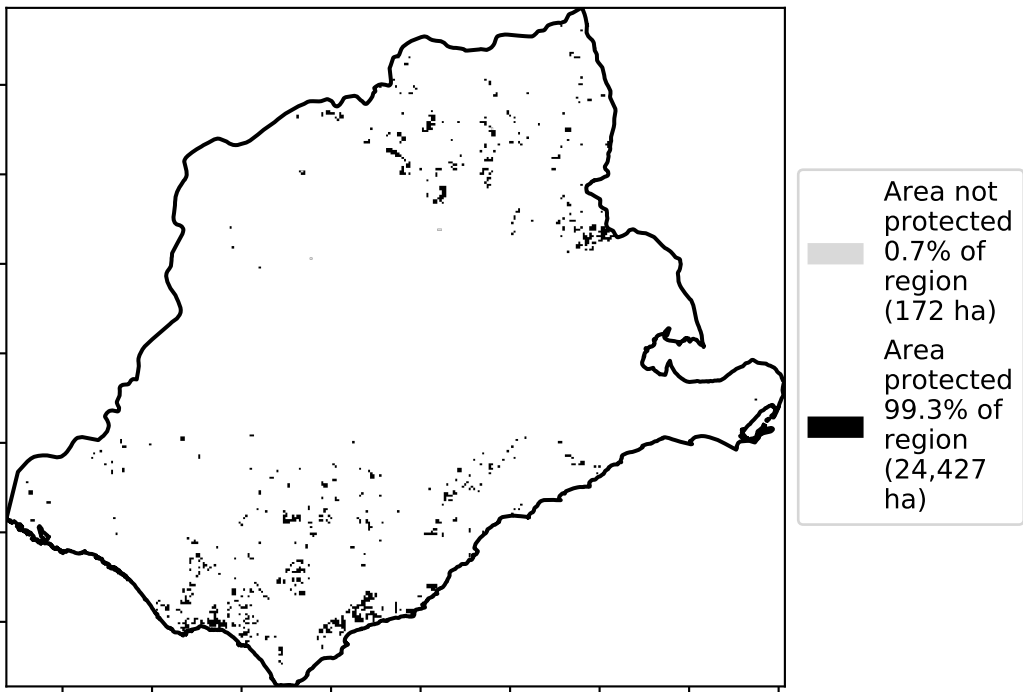 Area not
protected
0.7% of
region
(172 ha)
Area
protected
99.3% of
region
(24,427
ha)